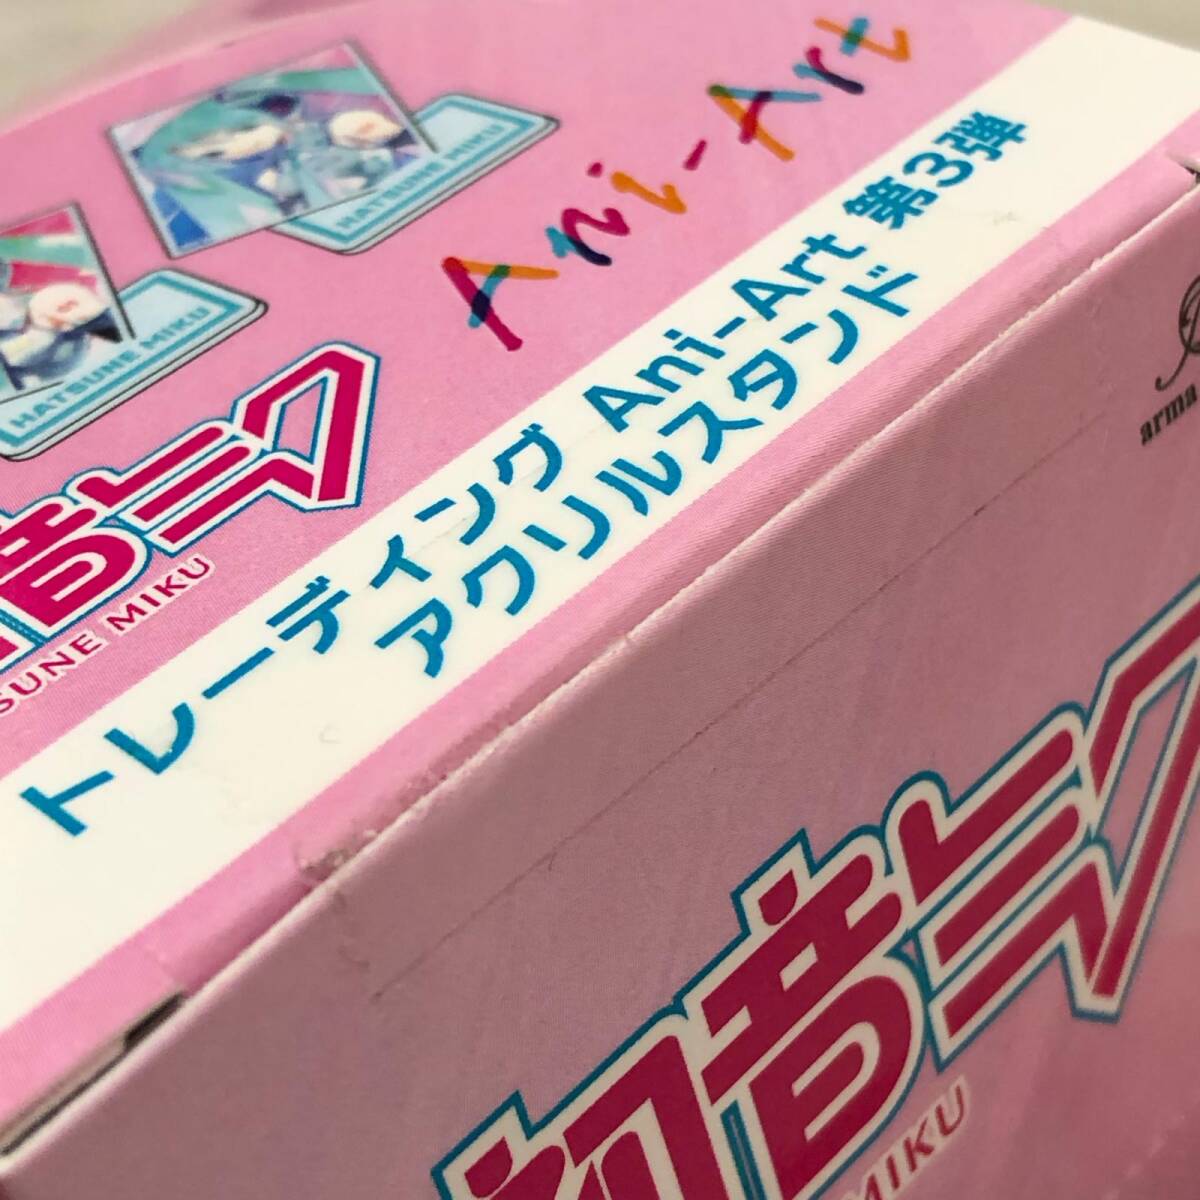 Ani-Art
HATSUNE MIKU
HATSUNE MIKU
音ミク
SUNE MIKU
トレーディング Ani-Art 第3弾
アクリルスタンド
arma
初音ミク
MIKU